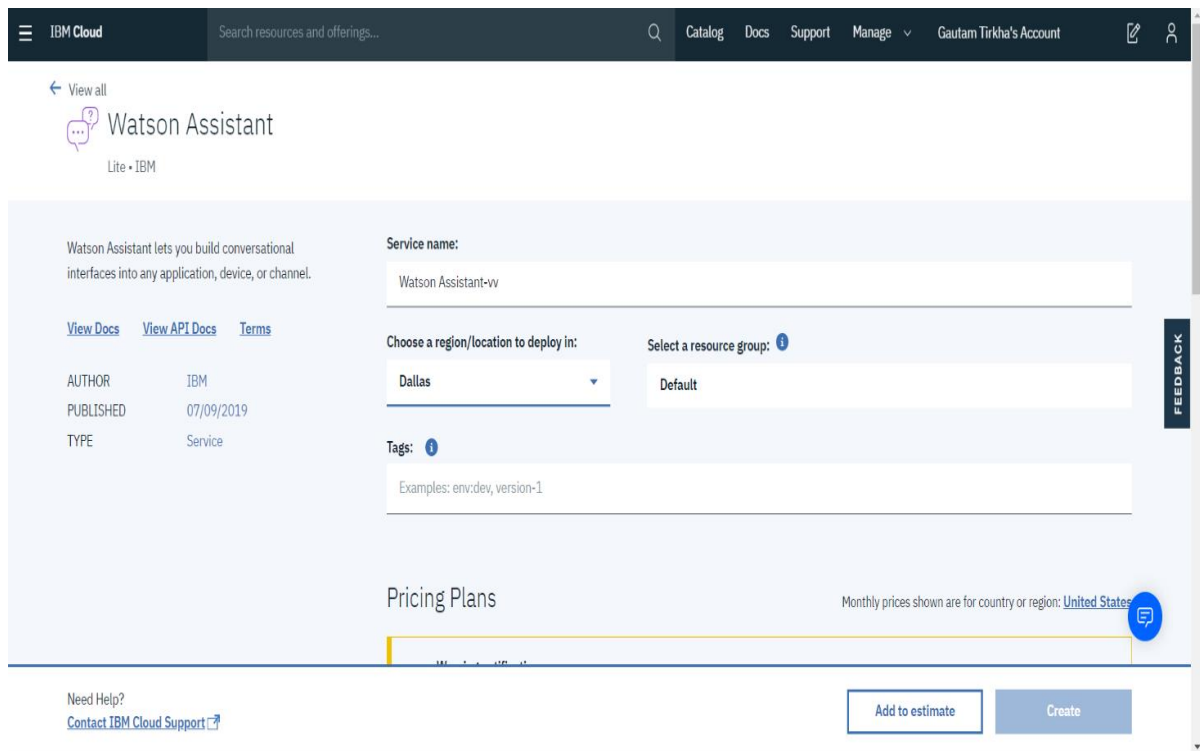 IBM Cloud
Search resources and offerings...
Catalog Docs Support Manage Gautam Tirkha's Account
View all
Watson Assistant
Lite • IBM
Watson Assistant lets you build conversational
interfaces into any application, device, or channel.
View Docs View API Docs Terms
AUTHOR IBM
PUBLISHED 07/09/2019
TYPE Service
Service name:
Watson Assistant-vv
Choose a region/location to deploy in:
Dallas
Select a resource group:
Default
Tags:
Examples: env:dev, version-1
FEEDBACK
Pricing Plans
Monthly prices shown are for country or region: United States
Need Help?
Contact IBM Cloud Support
Add to estimate
Create